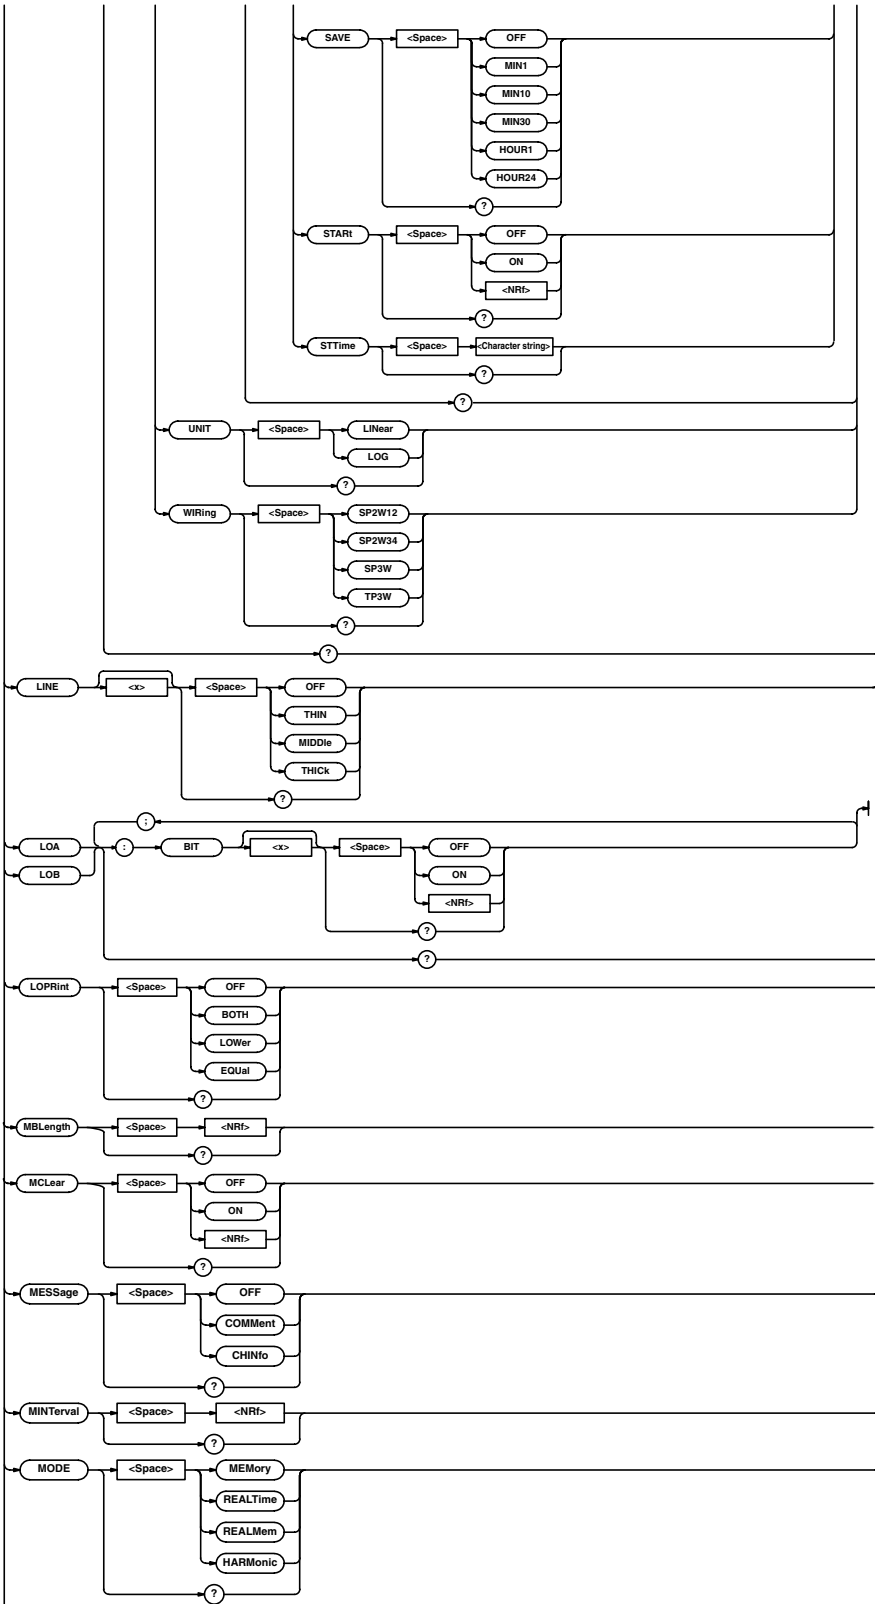 SAVE <Space> OFF
MIN1
MIN10
MIN30
HOUR1
HOUR24
?
STARt <Space> OFF
ON
<NRf>
?
STTime <Space> <Character string>
?
?
UNIT <Space> LINear
LOG
?
WIRing <Space> SP2W12
SP2W34
SP3W
TP3W
?
?
LINE <x> <Space> OFF
THIN
MIDDle
THICk
?
;
LOA : BIT <x> <Space> OFF
LOB ON
<NRf>
?
?
LOPRint <Space> OFF
BOTH
LOWer
EQUal
?
MBLength <Space> <NRf>
?
MCLear <Space> OFF
ON
<NRf>
?
MESSage <Space> OFF
COMMent
CHINfo
?
MINTerval <Space> <NRf>
?
MODE <Space> MEMory
REALTime
REALMem
HARMonic
?